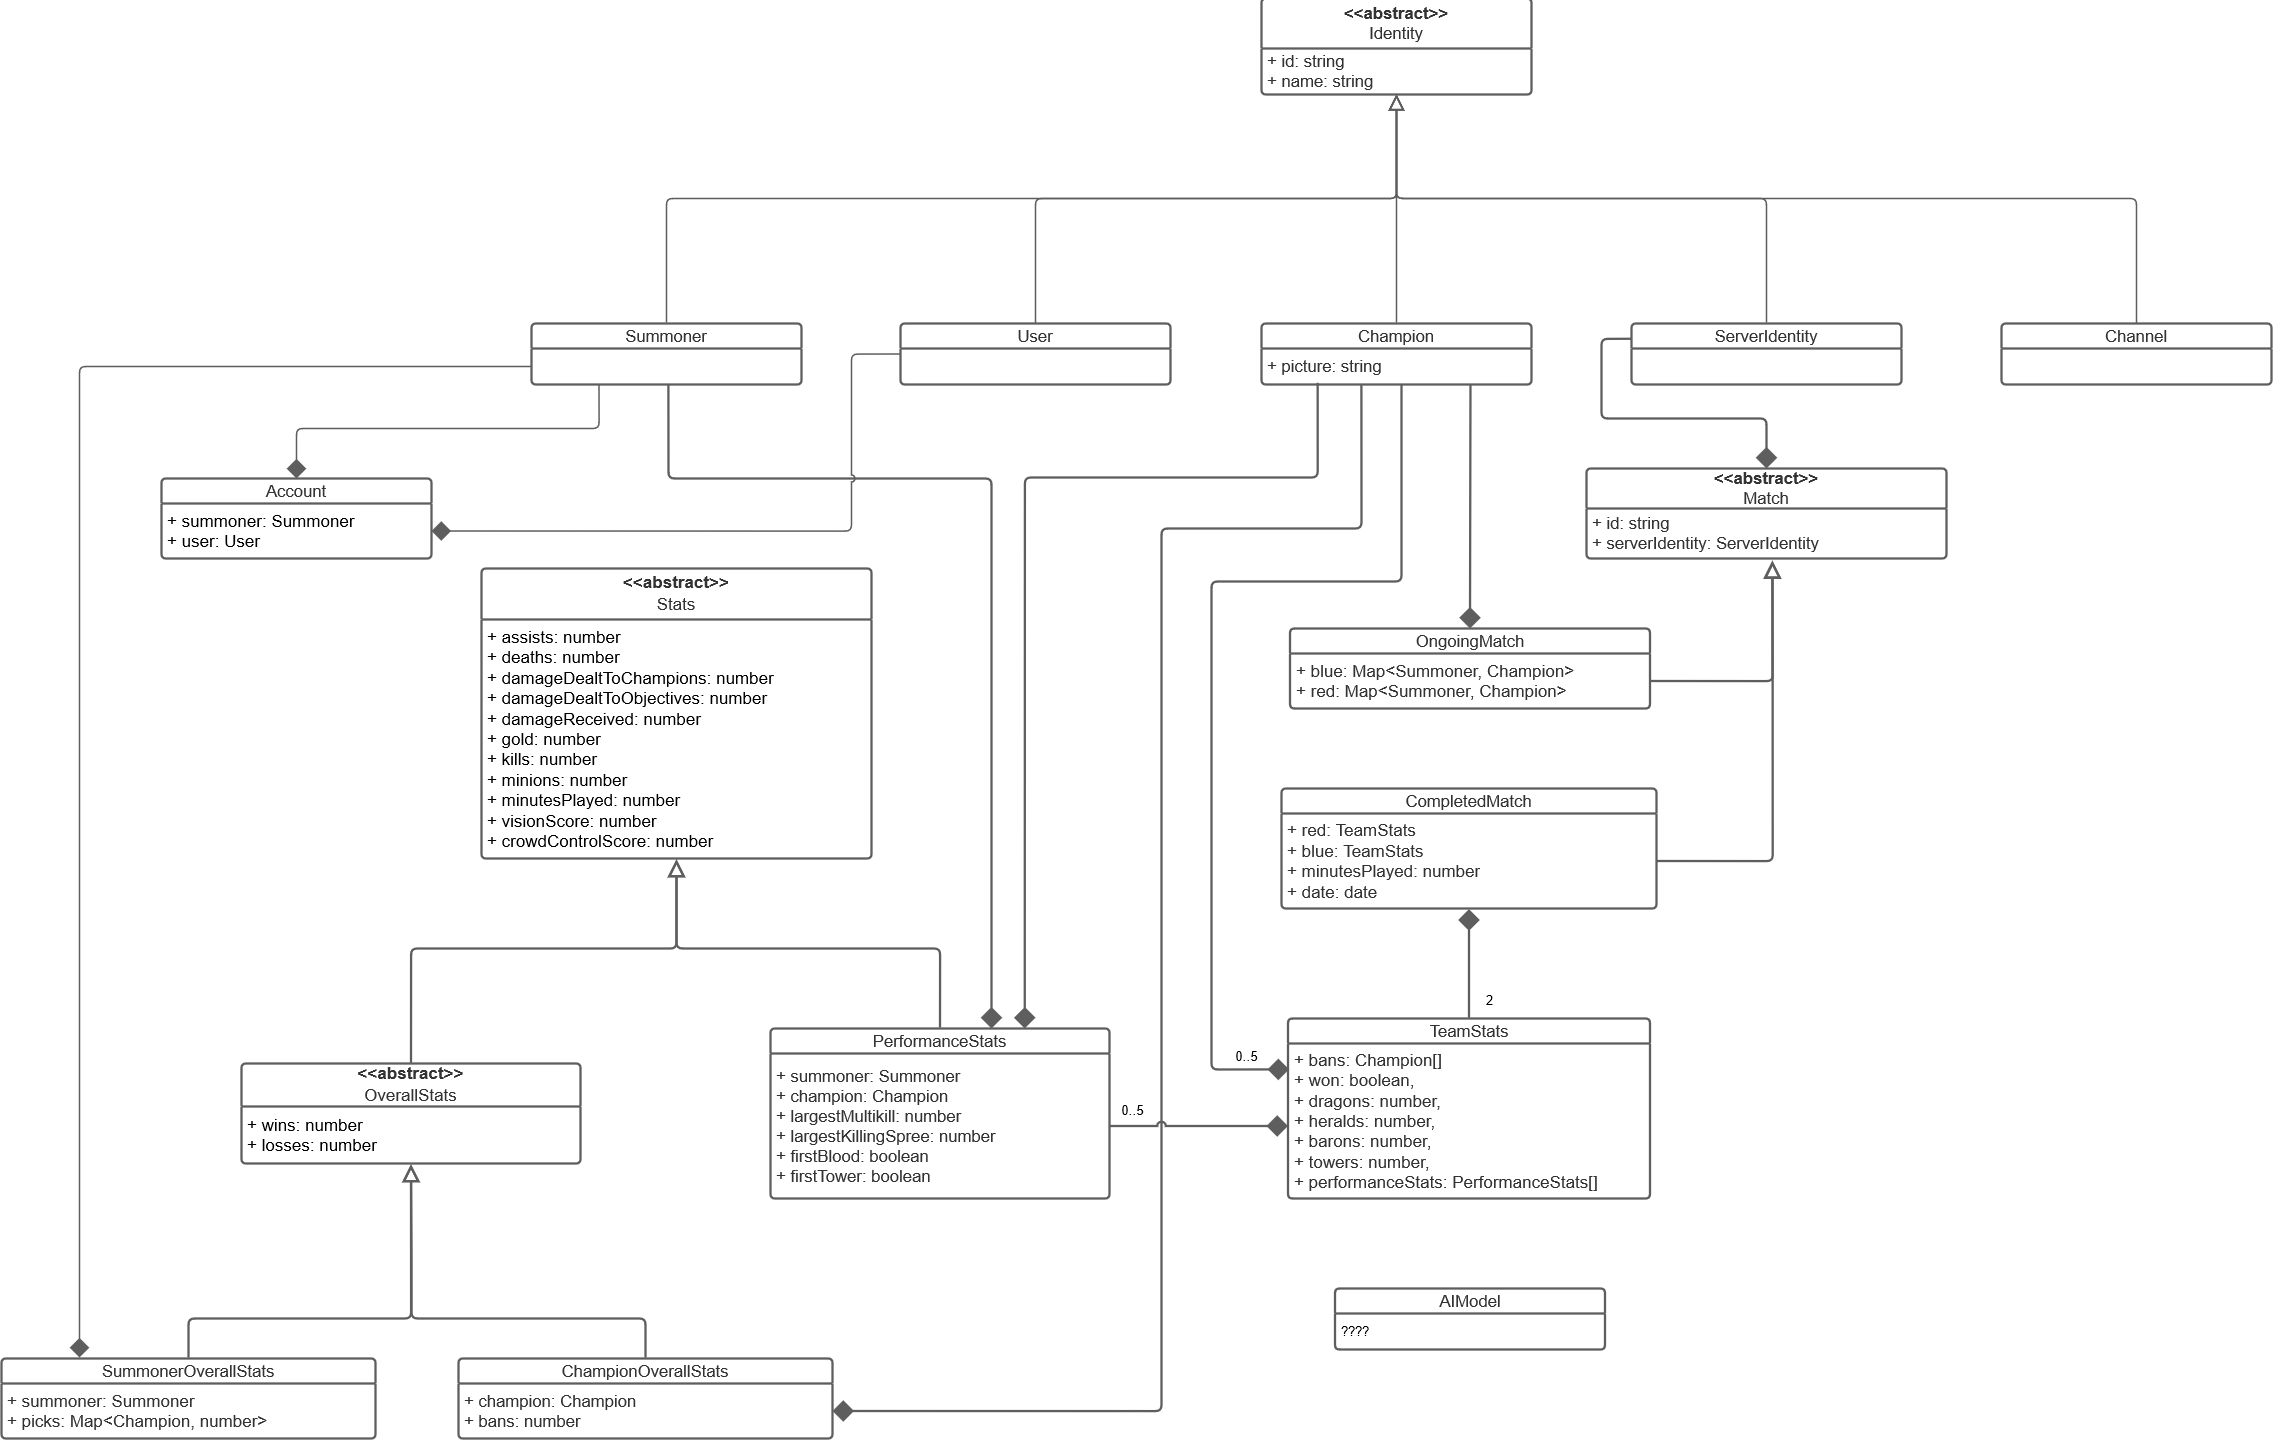 <<abstract>>
Identity
+ id: string
+ name: string
Summoner
User
Champion
+ picture: string
ServerIdentity
Channel
Account
+ summoner: Summoner
+ user: User
<<abstract>>
Match
+ id: string
+ serverIdentity: ServerIdentity
<<abstract>>
Stats
+ assists: number
+ deaths: number
+ damageDealtToChampions: number
+ damageDealtToObjectives: number
+ damageReceived: number
+ gold: number
+ kills: number
+ minions: number
+ minutesPlayed: number
+ visionScore: number
+ crowdControlScore: number
OngoingMatch
+ blue: Map<Summoner, Champion>
+ red: Map<Summoner, Champion>
CompletedMatch
+ red: TeamStats
+ blue: TeamStats
+ minutesPlayed: number
+ date: date
2
<<abstract>>
OverallStats
+ wins: number
+ losses: number
PerformanceStats
+ summoner: Summoner
+ champion: Champion
+ largestMultikill: number
+ largestKillingSpree: number
+ firstBlood: boolean
+ firstTower: boolean
0..5
0..5
TeamStats
+ bans: Champion[]
+ won: boolean,
+ dragons: number,
+ heralds: number,
+ barons: number,
+ towers: number,
+ performanceStats: PerformanceStats[]
AIModel
????
SummonerOverallStats
+ summoner: Summoner
+ picks: Map<Champion, number>
ChampionOverallStats
+ champion: Champion
+ bans: number